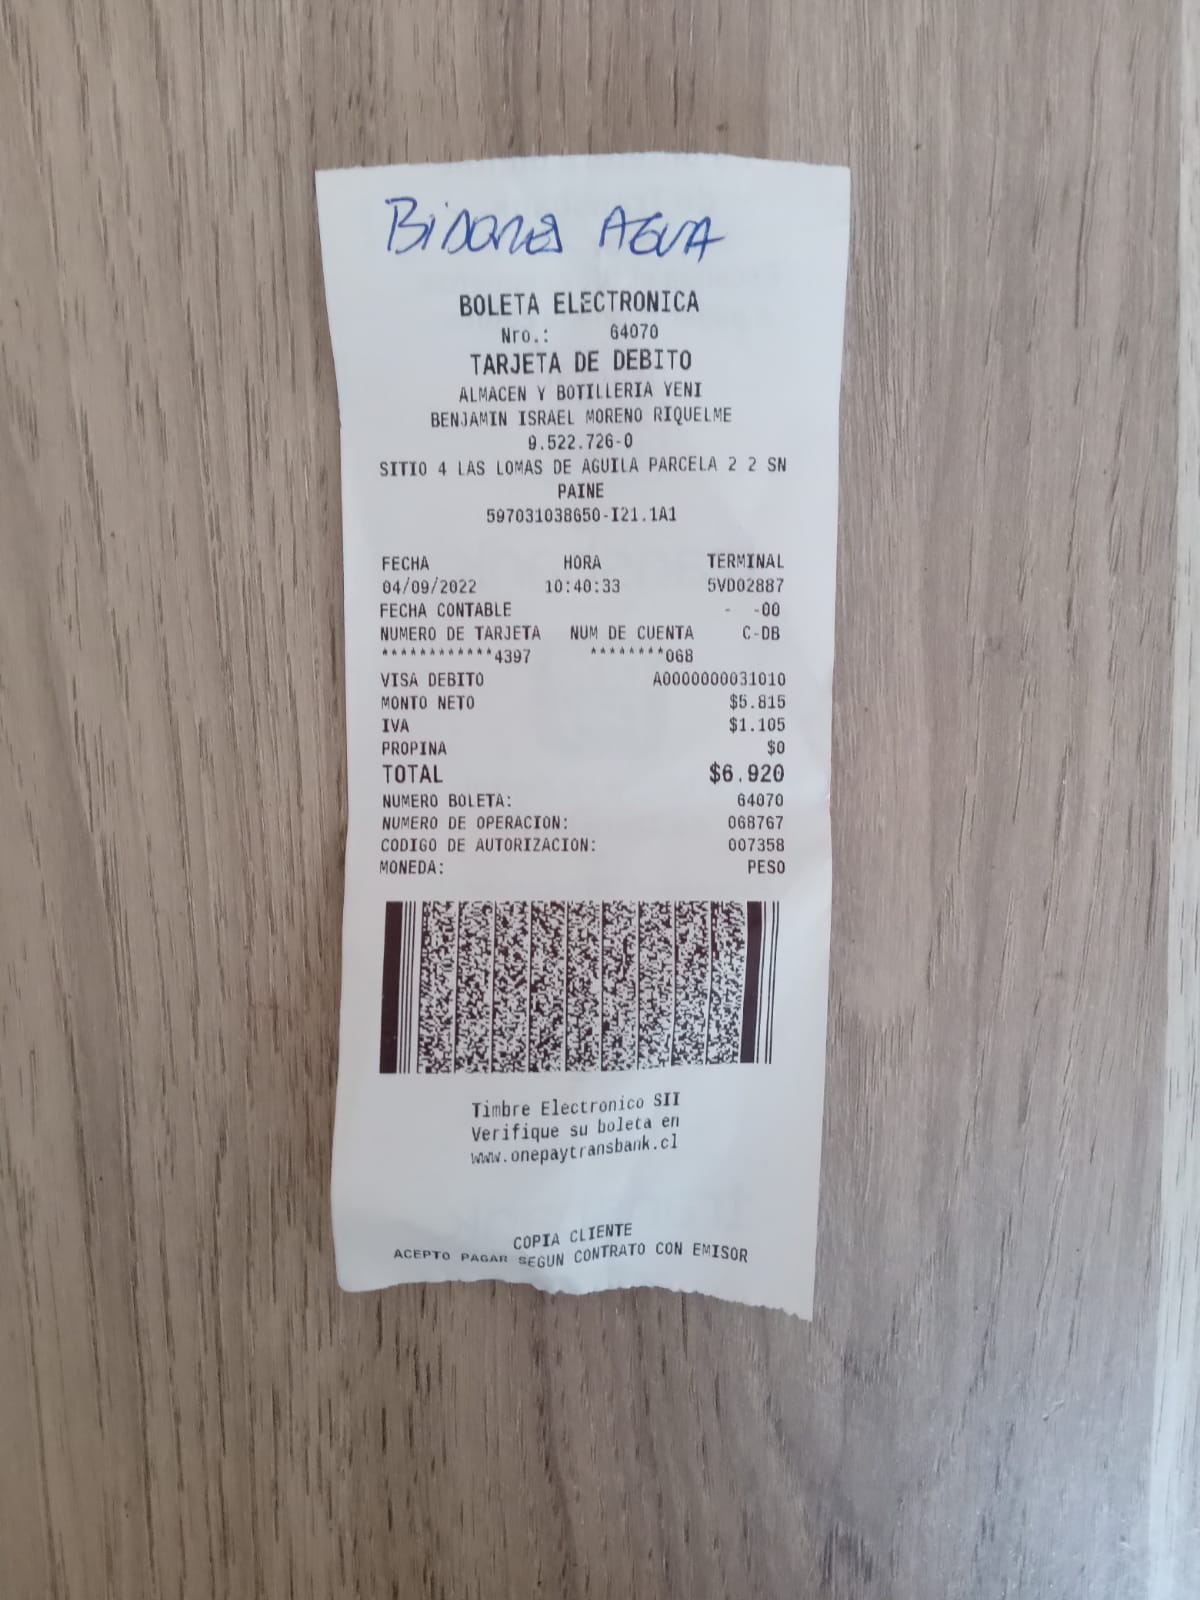 BIDONES AGUA
BOLETA ELECTRONICA
Nro.: 64070
TARJETA DE DEBITO
ALMACEN Y BOTILLERIA YENI
BENJAMIN ISRAEL MORENO RIQUELME
9.522.726-0
SITIO 4 LAS LOMAS DE AGUILA PARCELA 2 2 SN
PAINE
597031038650-I21.1A1
FECHA HORA TERMINAL
04/09/2022 10:40:33 5VD02887
FECHA CONTABLE - -00
NUMERO DE TARJETA NUM DE CUENTA C-DB
************4397 ********068
VISA DEBITO A0000000031010
MONTO NETO $5.815
IVA $1.105
PROPINA $0
TOTAL $6.920
NUMERO BOLETA: 64070
NUMERO DE OPERACION: 068767
CODIGO DE AUTORIZACION: 007358
MONEDA: PESO
Timbre Electronico SII
Verifique su boleta en
www.onepaytransbank.cl
COPIA CLIENTE
ACEPTO PAGAR SEGUN CONTRATO CON EMISOR